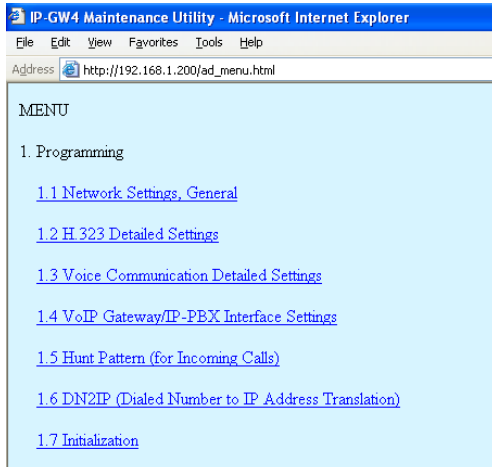 IP-GW4 Maintenance Utility - Microsoft Internet Explorer
File Edit View Favorites Tools Help
Address http://192.168.1.200/ad_menu.html
MENU
1. Programming
1.1 Network Settings, General
1.2 H.323 Detailed Settings
1.3 Voice Communication Detailed Settings
1.4 VoIP Gateway/IP-PBX Interface Settings
1.5 Hunt Pattern (for Incoming Calls)
1.6 DN2IP (Dialed Number to IP Address Translation)
1.7 Initialization